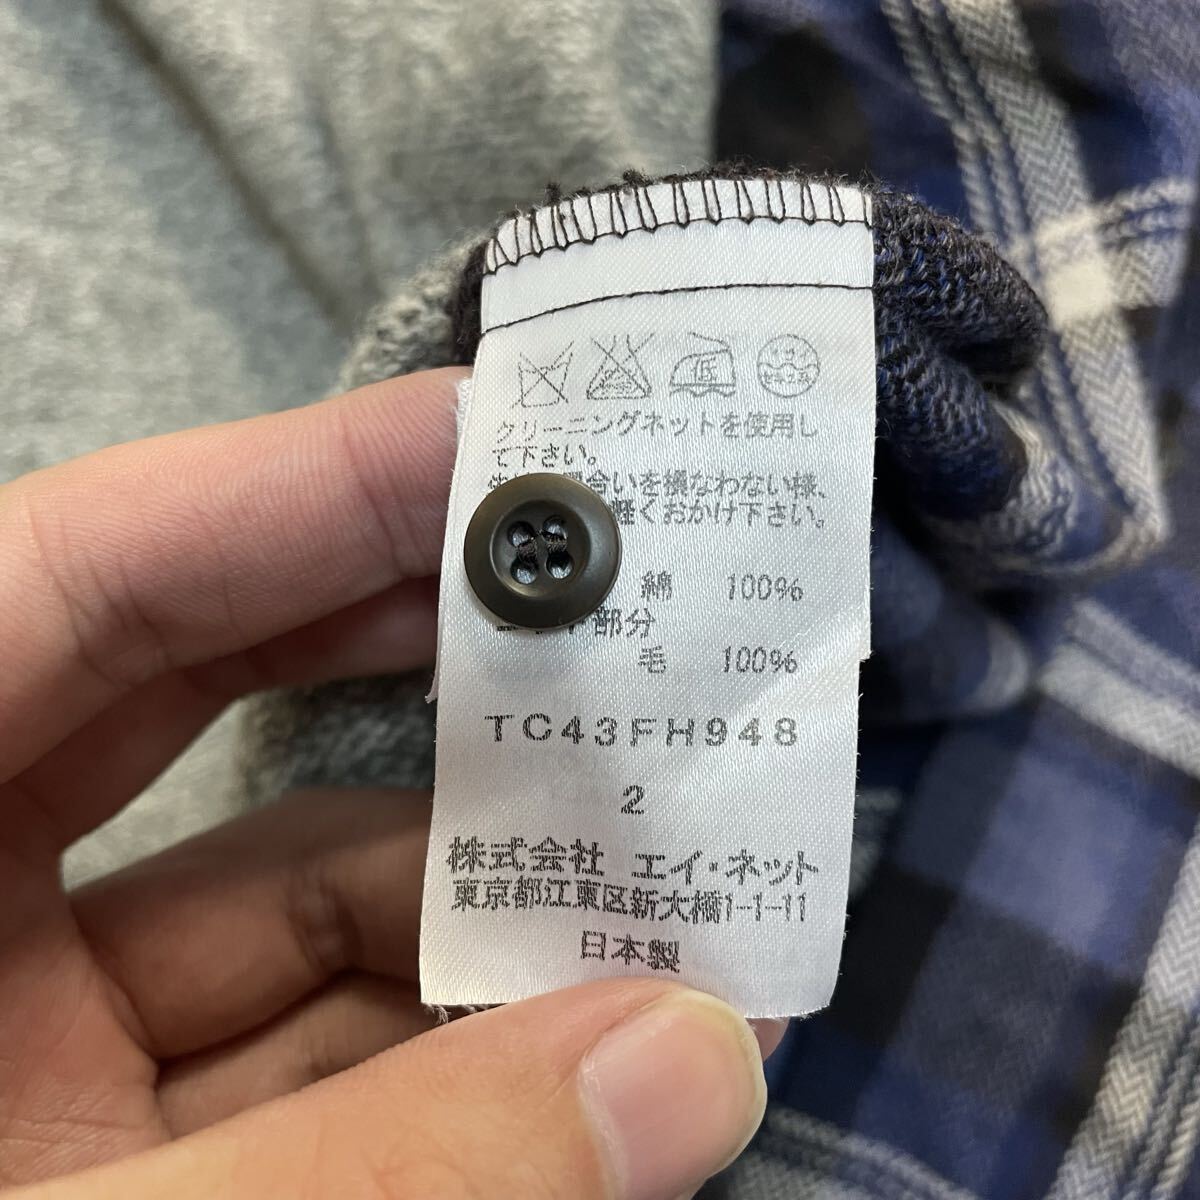 低
クリーニングネットを使用し
て下さい。
合いを損なわない様、
軽くおかけ下さい。
綿 100%
部分
毛 100%
TC43FH948
2
株式会社 エイ・ネット
東京都江東区新大橋1-1-11
日本製